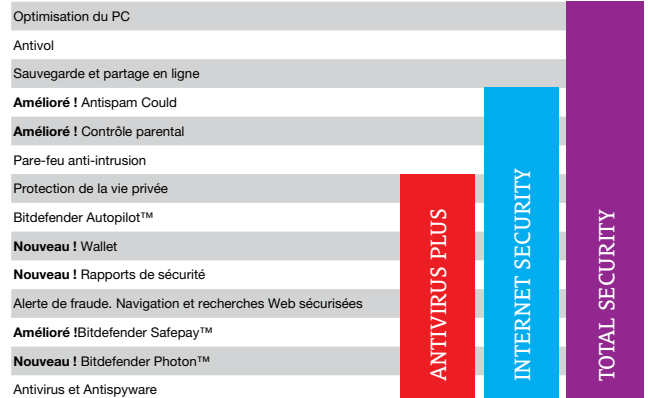 Optimisation du PC
Antivol
Sauvegarde et partage en ligne
Amélioré ! Antispam Could
Amélioré ! Contrôle parental
Pare-feu anti-intrusion
Protection de la vie privée
Bitdefender Autopilot™
Nouveau ! Wallet
Nouveau ! Rapports de sécurité
Alerte de fraude. Navigation et recherches Web sécurisées
Amélioré !Bitdefender Safepay™
Nouveau ! Bitdefender Photon™
Antivirus et Antispyware
ANTIVIRUS PLUS
INTERNET SECURITY
TOTAL SECURITY